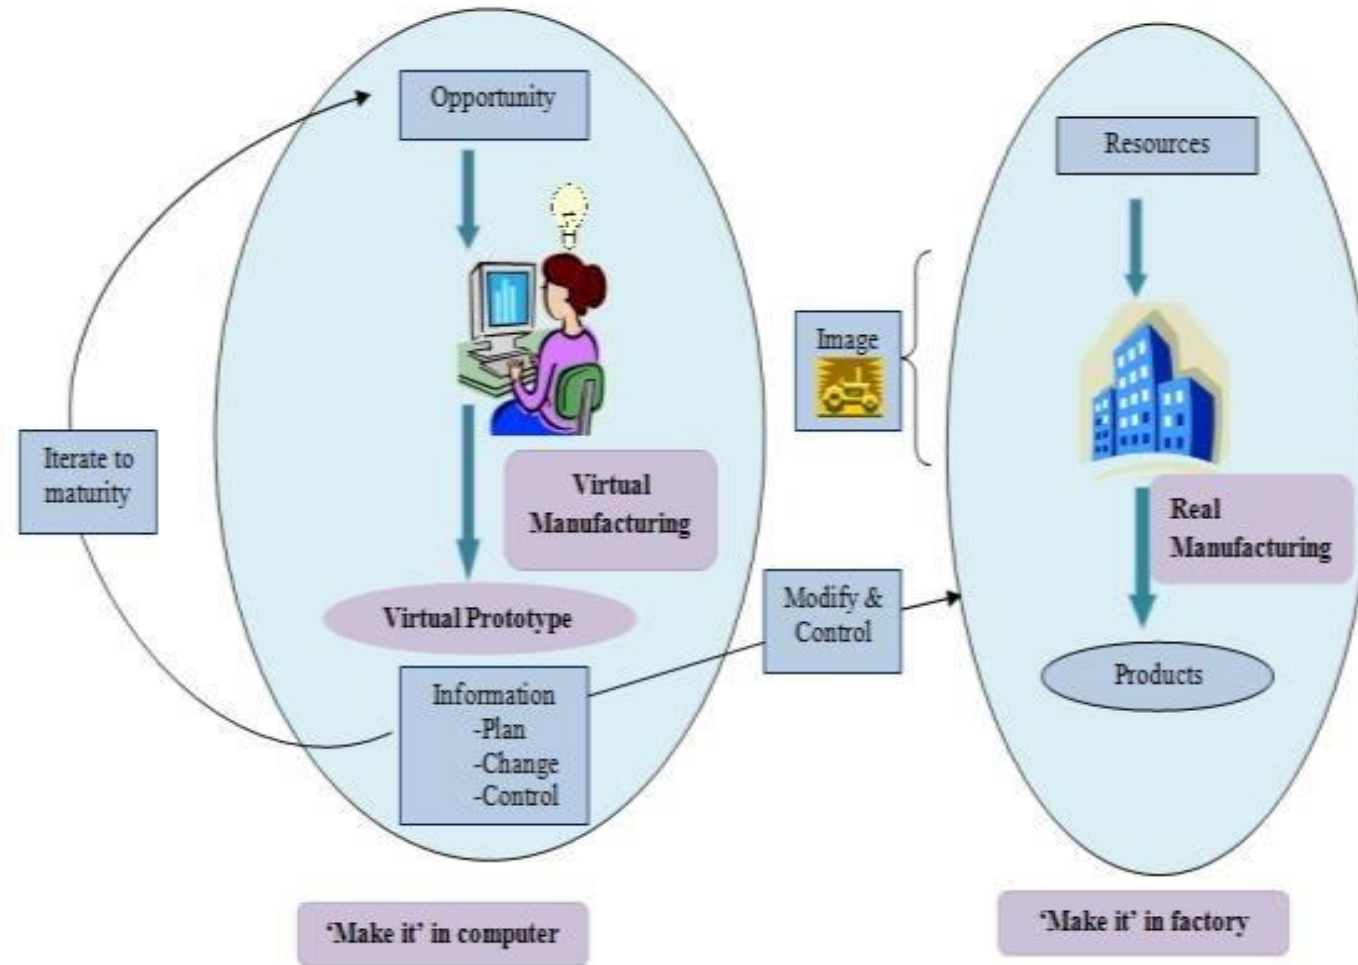 Opportunity
Iterate to
maturity
Virtual
Manufacturing
Virtual Prototype
Information
-Plan
-Change
-Control
'Make it' in computer
Image
Modify &
Control
Resources
Real
Manufacturing
Products
'Make it' in factory